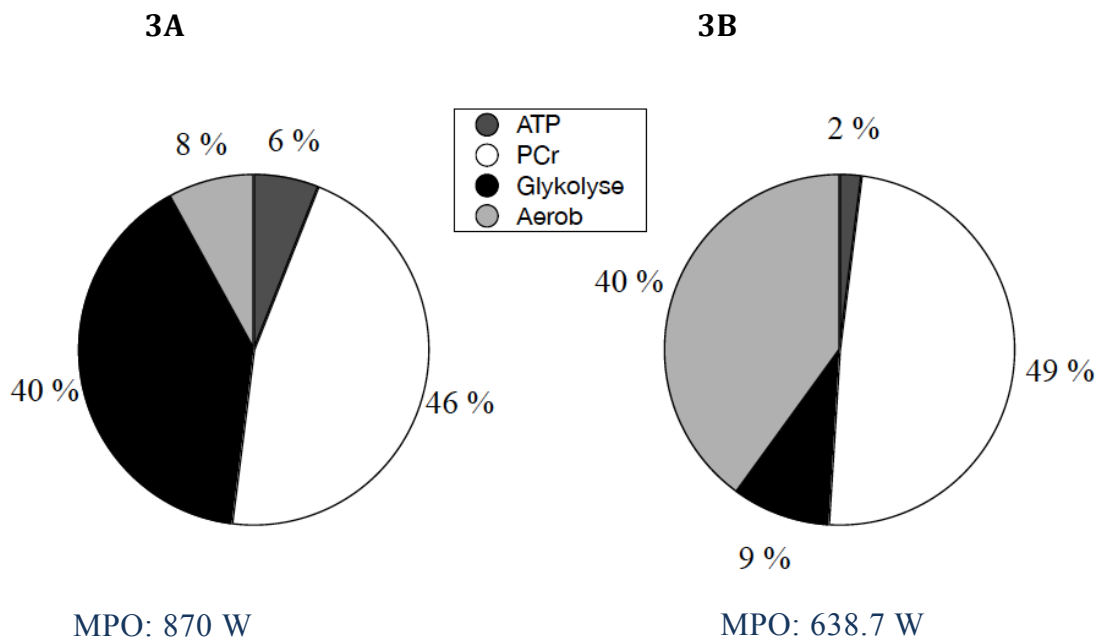 3A
3B
8 %
6 %
40 %
46 %
ATP
PCr
Glykolyse
Aerob
2 %
40 %
49 %
9 %
MPO: 870 W
MPO: 638.7 W